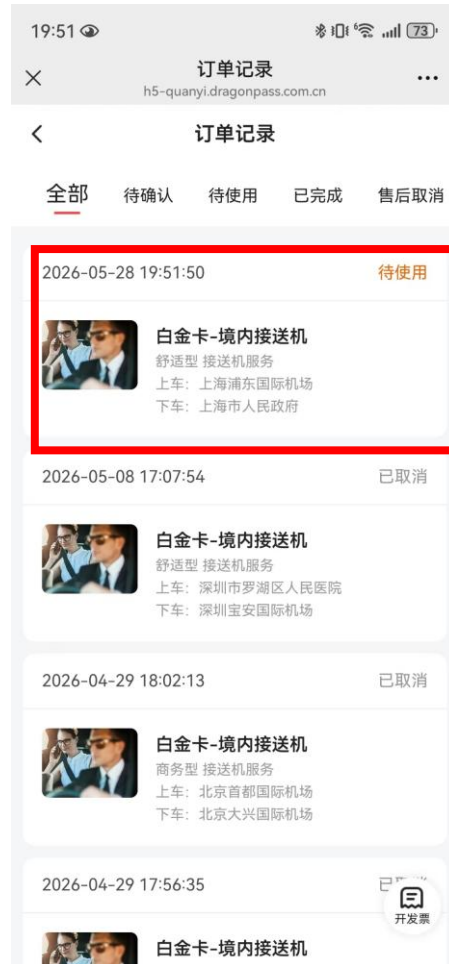 19:51
73
订单记录
h5-quanyi.dragonpass.com.cn
订单记录
全部 待确认 待使用 已完成 售后取消
2026-05-28 19:51:50 待使用
白金卡-境内接送机
舒适型 接送机服务
上车：上海浦东国际机场
下车：上海市人民政府
2026-05-08 17:07:54 已取消
白金卡-境内接送机
舒适型 接送机服务
上车：深圳市罗湖区人民医院
下车：深圳宝安国际机场
2026-04-29 18:02:13 已取消
白金卡-境内接送机
商务型 接送机服务
上车：北京首都国际机场
下车：北京大兴国际机场
2026-04-29 17:56:35
开发票
白金卡-境内接送机